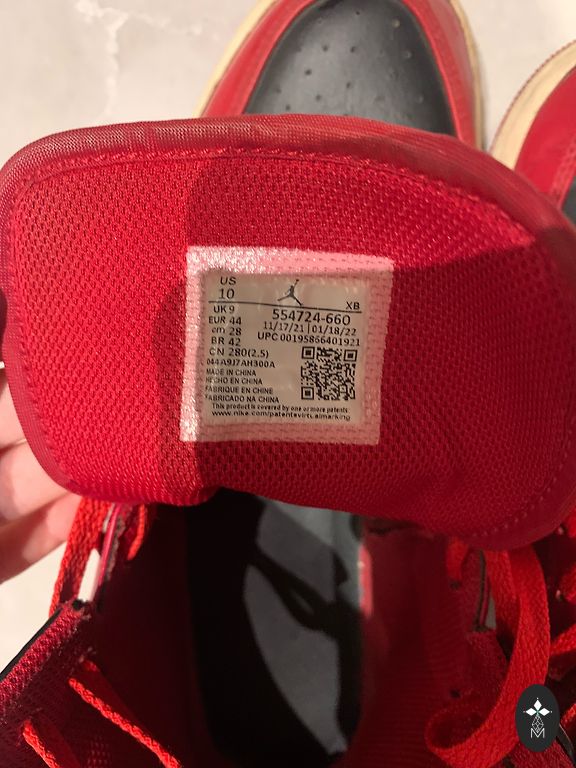 US
10
XB
UK 9
554724-660
EUR 44
11/17/21 | 01/18/22
cm 28
UPC 00195866401921
BR 42
CN 280(2.5)
044A9J7AH300A
MADE IN CHINA
HECHO EN CHINA
FABRIQUE EN CHINE
FABRICADO NA CHINA
This product is covered by one or more patents
www.nike.com/patentsvirtualmarking
M